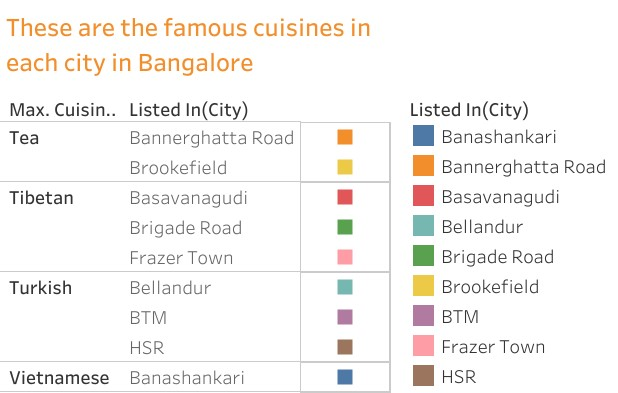 These are the famous cuisines in
each city in Bangalore
Max. Cuisin.. Listed In(City)
Tea Bannerghatta Road
Brookefield
Tibetan Basavanagudi
Brigade Road
Frazer Town
Turkish Bellandur
BTM
HSR
Vietnamese Banashankari
Listed In(City)
Banashankari
Bannerghatta Road
Basavanagudi
Bellandur
Brigade Road
Brookefield
BTM
Frazer Town
HSR